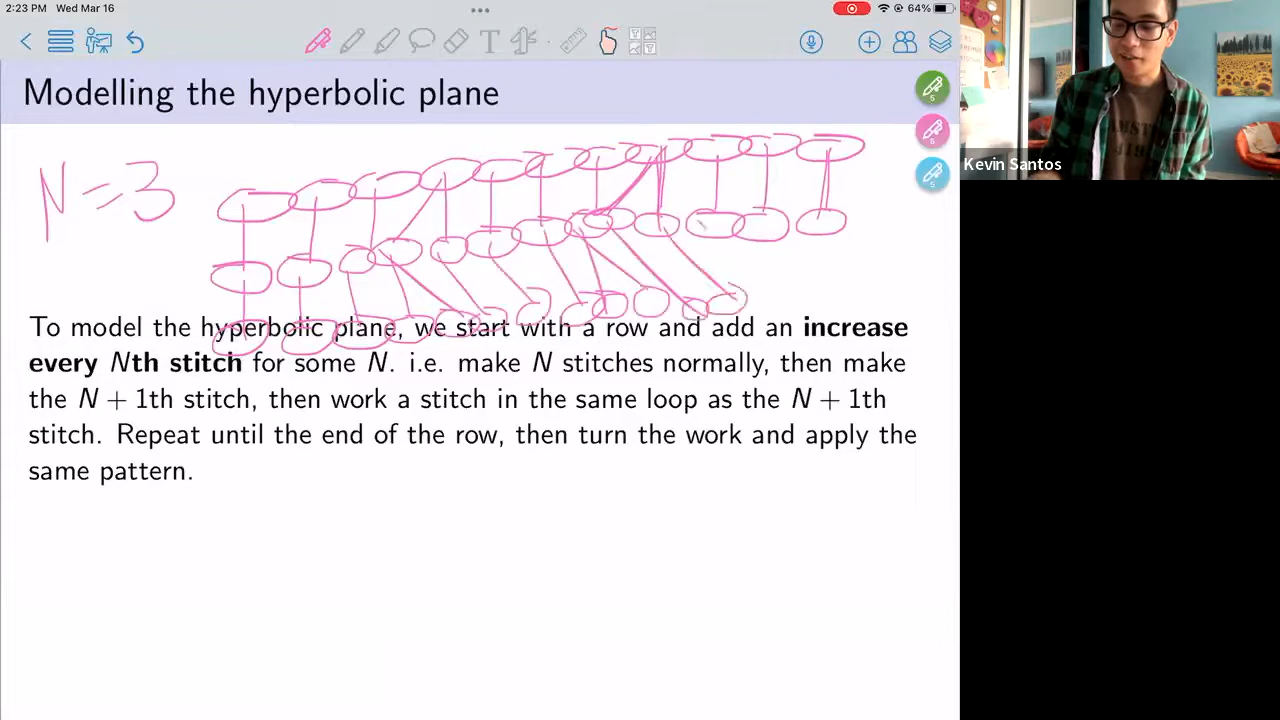 2:23 PM Wed Mar 16
64%
T
T
5
5
5
Modelling the hyperbolic plane
Kevin Santos
N = 3
To model the hyperbolic plane, we start with a row and add an increase
every Nth stitch for some N. i.e. make N stitches normally, then make
the N + 1th stitch, then work a stitch in the same loop as the N + 1th
stitch. Repeat until the end of the row, then turn the work and apply the
same pattern.